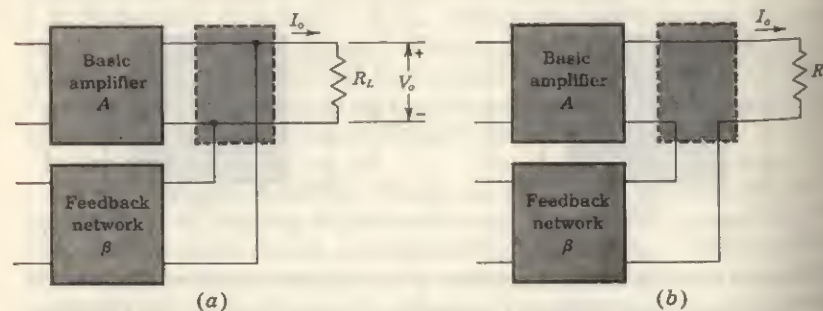 I_o
Basic
amplifier
A
R_L
+
V_o
−
Feedback
network
β
(a)
I_o
Basic
amplifier
A
R
Feedback
network
β
(b)